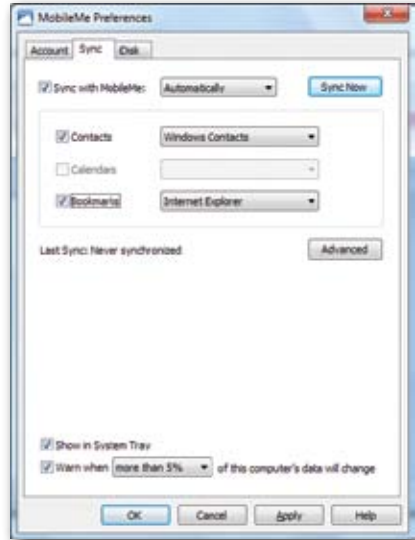 MobileMe Preferences
Account Sync Disk
Sync with MobileMe: Automatically Sync Now
Contacts Windows Contacts
Calendars
Bookmarks Internet Explorer
Last Sync: Never synchronized Advanced
Show in System Tray
Warn when more than 5% of this computer's data will change
OK Cancel Apply Help